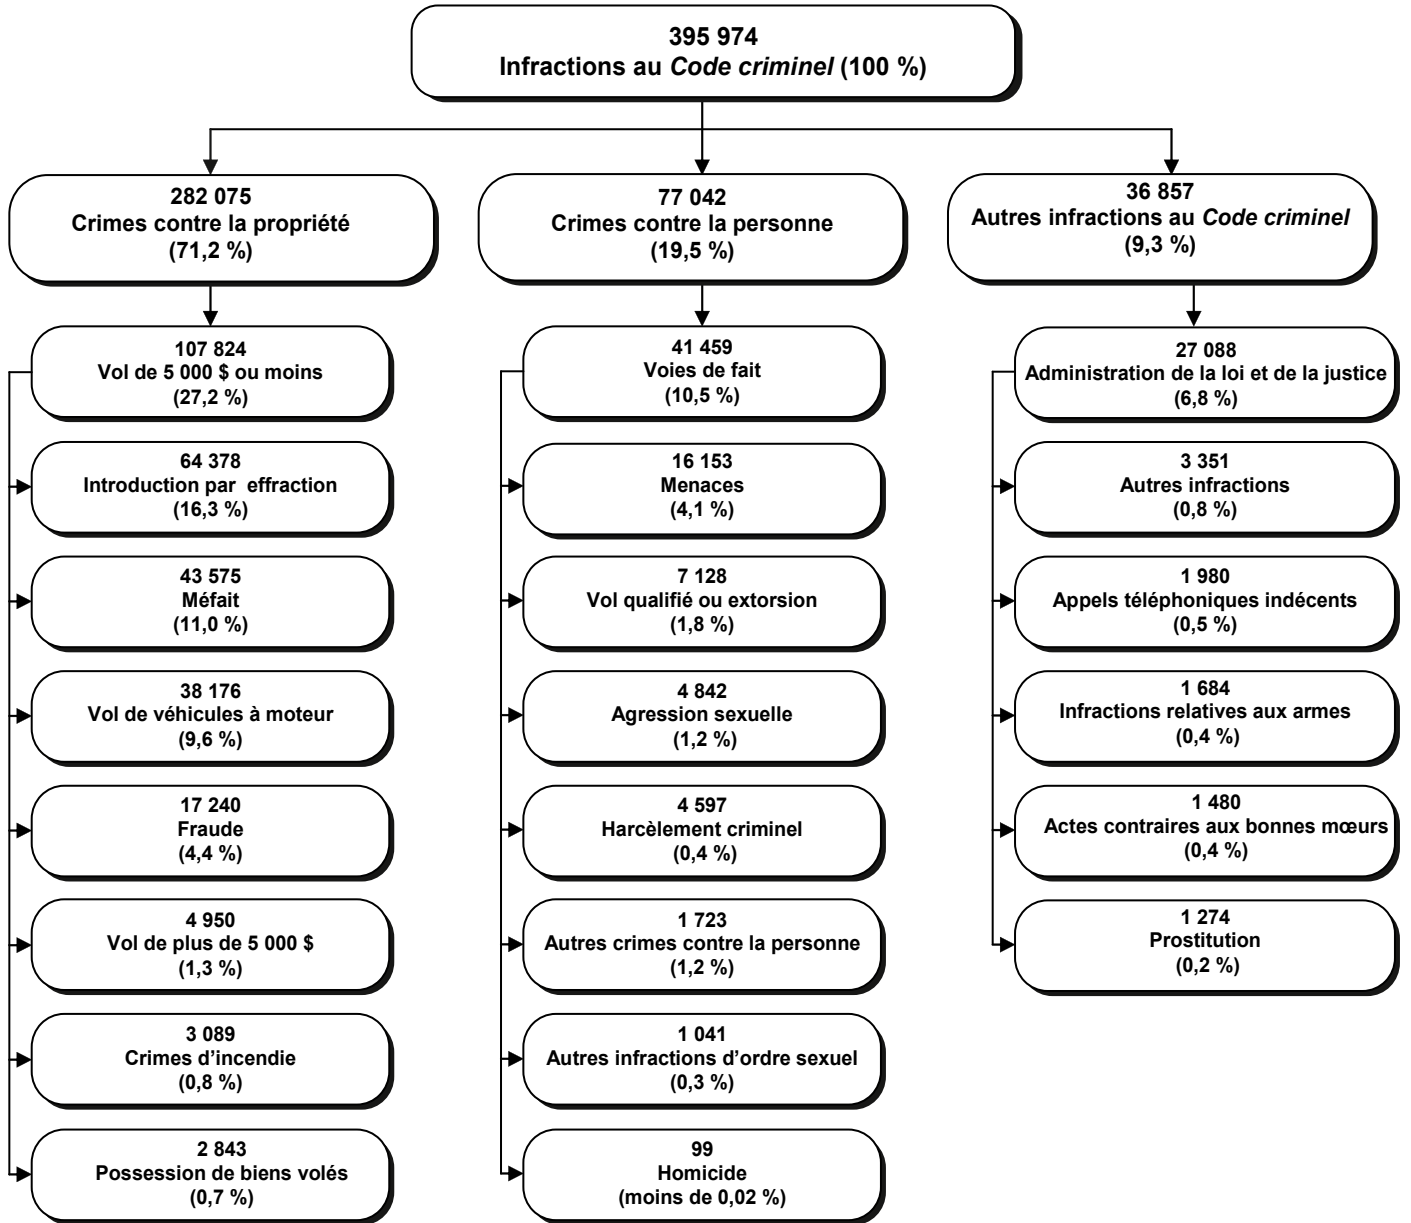 395 974
Infractions au Code criminel (100 %)
282 075
Crimes contre la propriété
(71,2 %)
107 824
Vol de 5 000 $ ou moins
(27,2 %)
64 378
Introduction par effraction
(16,3 %)
43 575
Méfait
(11,0 %)
38 176
Vol de véhicules à moteur
(9,6 %)
17 240
Fraude
(4,4 %)
4 950
Vol de plus de 5 000 $
(1,3 %)
3 089
Crimes d’incendie
(0,8 %)
2 843
Possession de biens volés
(0,7 %)
77 042
Crimes contre la personne
(19,5 %)
41 459
Voies de fait
(10,5 %)
16 153
Menaces
(4,1 %)
7 128
Vol qualifié ou extorsion
(1,8 %)
4 842
Agression sexuelle
(1,2 %)
4 597
Harcèlement criminel
(0,4 %)
1 723
Autres crimes contre la personne
(1,2 %)
1 041
Autres infractions d’ordre sexuel
(0,3 %)
99
Homicide
(moins de 0,02 %)
36 857
Autres infractions au Code criminel
(9,3 %)
27 088
Administration de la loi et de la justice
(6,8 %)
3 351
Autres infractions
(0,8 %)
1 980
Appels téléphoniques indécents
(0,5 %)
1 684
Infractions relatives aux armes
(0,4 %)
1 480
Actes contraires aux bonnes mœurs
(0,4 %)
1 274
Prostitution
(0,2 %)